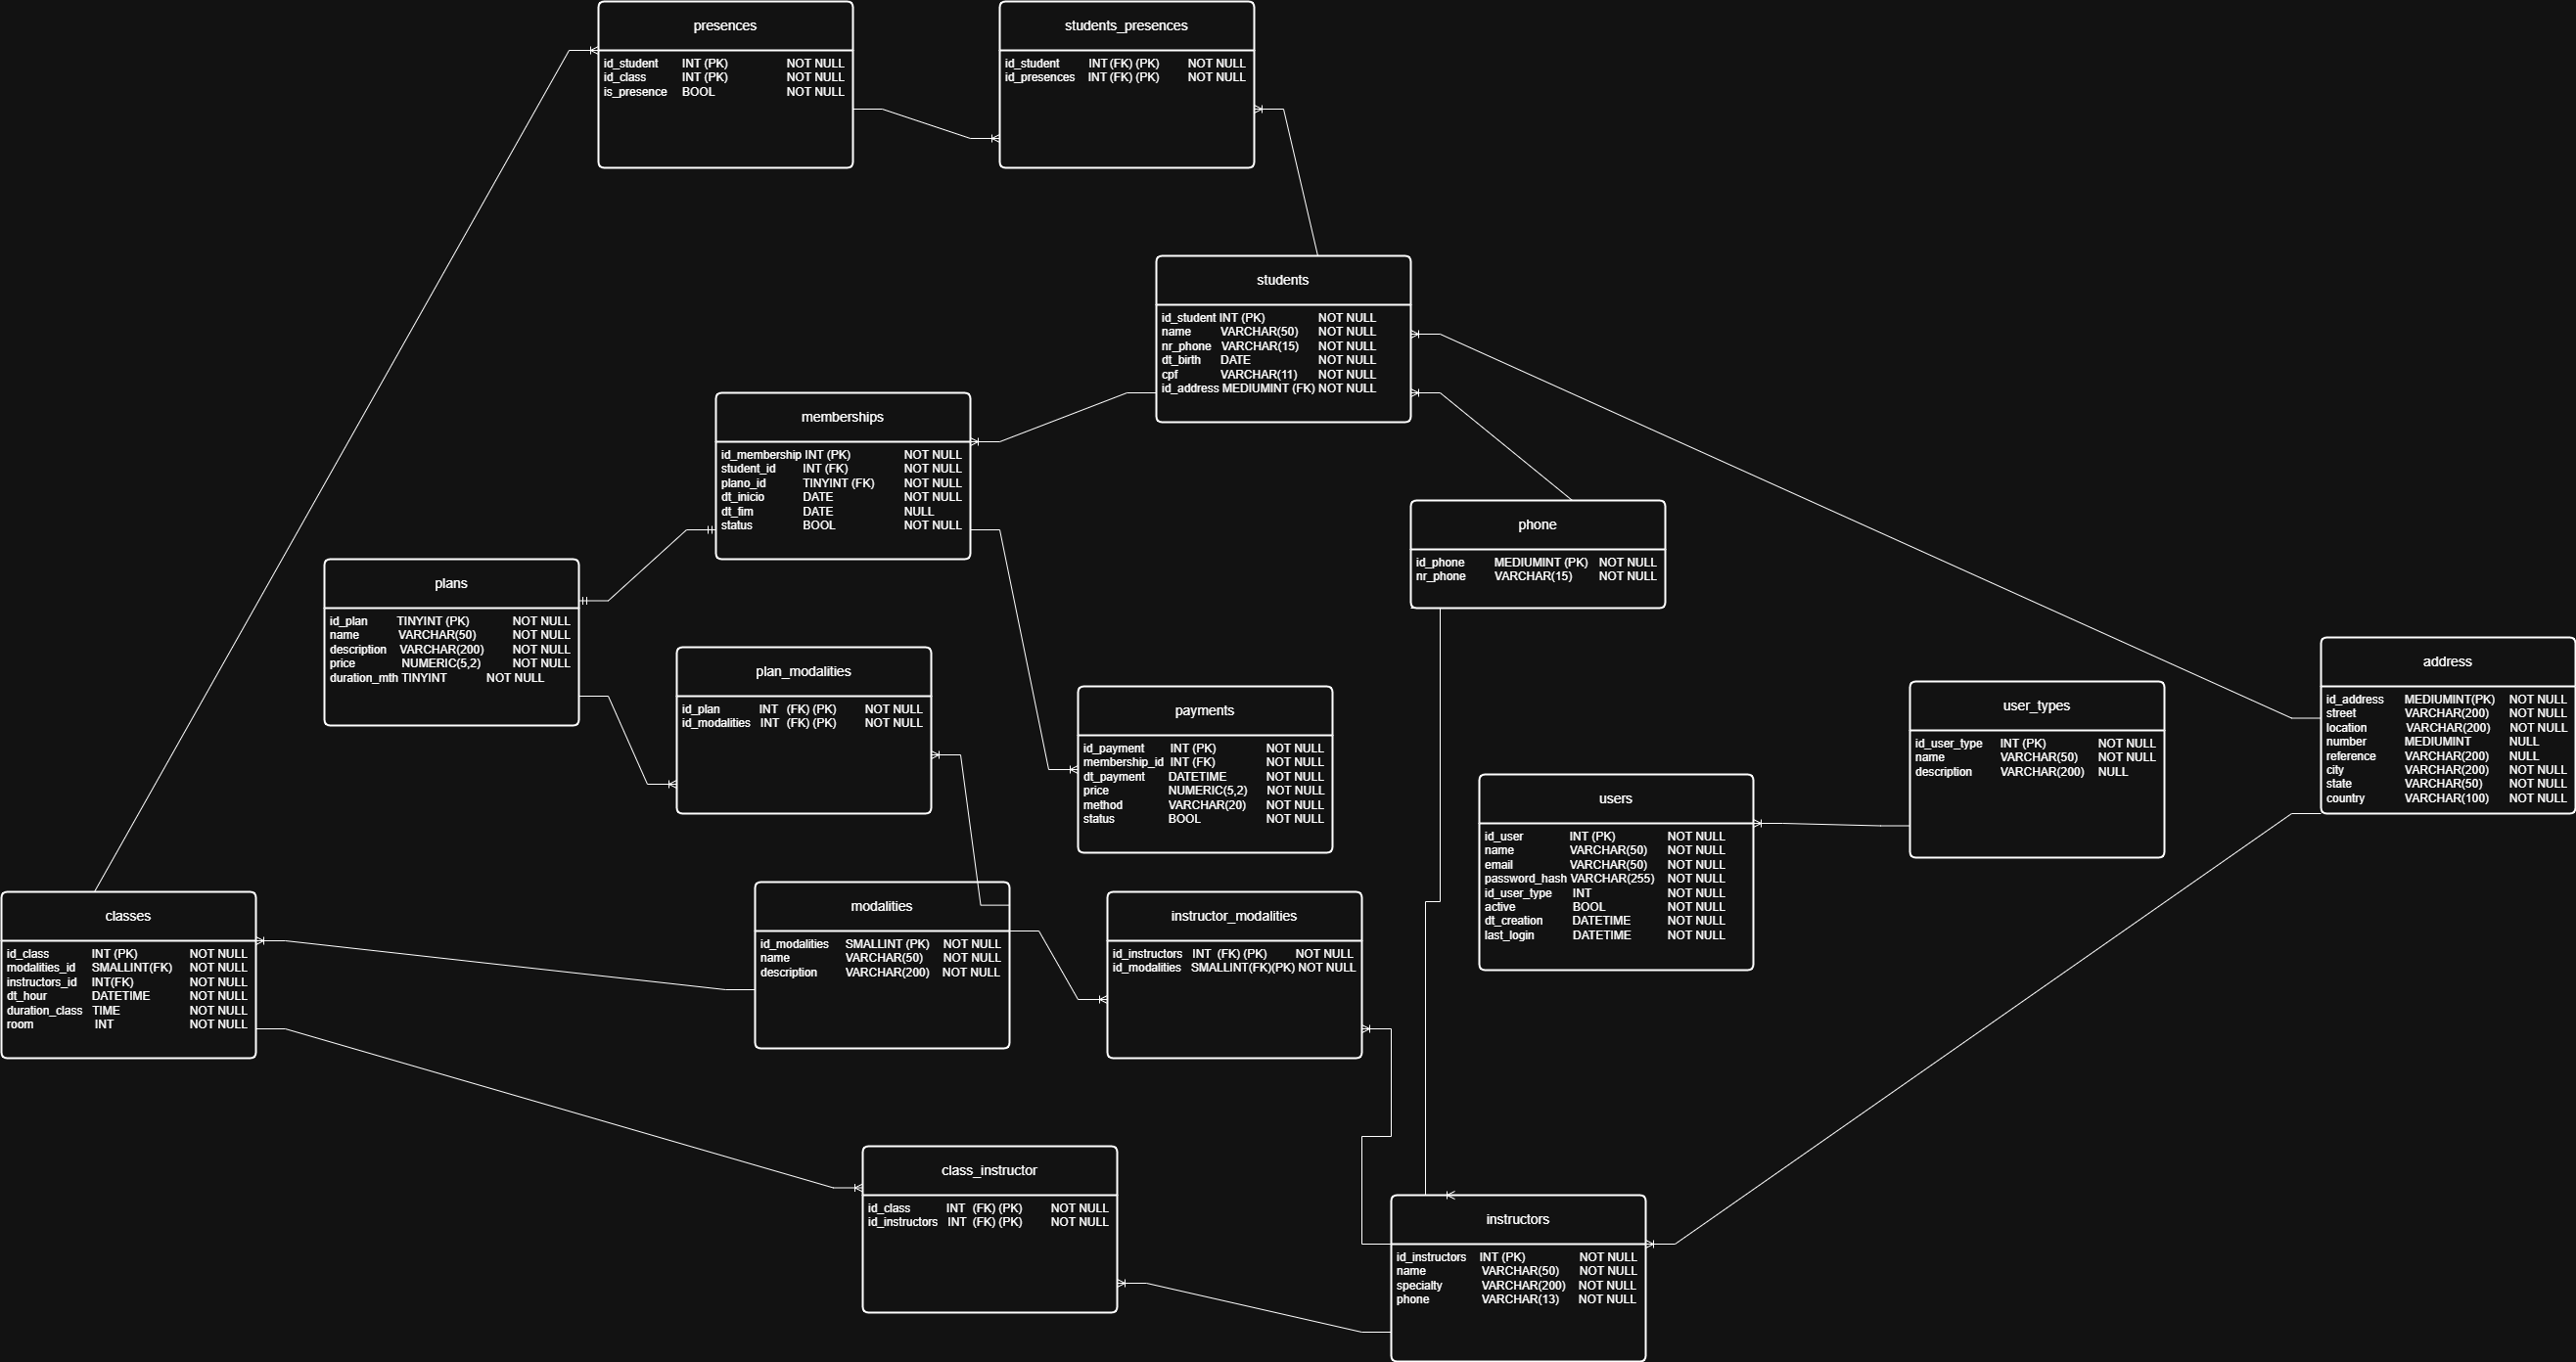 presences
id_student INT (PK) NOT NULL
id_class INT (PK) NOT NULL
is_presence BOOL NOT NULL
students_presences
id_student INT (FK) (PK) NOT NULL
id_presences INT (FK) (PK) NOT NULL
students
id_student INT (PK) NOT NULL
name VARCHAR(50) NOT NULL
nr_phone VARCHAR(15) NOT NULL
dt_birth DATE NOT NULL
cpf VARCHAR(11) NOT NULL
id_address MEDIUMINT (FK) NOT NULL
memberships
id_membership INT (PK) NOT NULL
student_id INT (FK) NOT NULL
plano_id TINYINT (FK) NOT NULL
dt_inicio DATE NOT NULL
dt_fim DATE NULL
status BOOL NOT NULL
phone
id_phone MEDIUMINT (PK) NOT NULL
nr_phone VARCHAR(15) NOT NULL
plans
id_plan TINYINT (PK) NOT NULL
name VARCHAR(50) NOT NULL
description VARCHAR(200) NOT NULL
price NUMERIC(5,2) NOT NULL
duration_mth TINYINT NOT NULL
plan_modalities
id_plan INT (FK) (PK) NOT NULL
id_modalities INT (FK) (PK) NOT NULL
payments
id_payment INT (PK) NOT NULL
membership_id INT (FK) NOT NULL
dt_payment DATETIME NOT NULL
price NUMERIC(5,2) NOT NULL
method VARCHAR(20) NOT NULL
status BOOL NOT NULL
address
id_address MEDIUMINT(PK) NOT NULL
street VARCHAR(200) NOT NULL
location VARCHAR(200) NOT NULL
number MEDIUMINT NULL
reference VARCHAR(200) NULL
city VARCHAR(200) NOT NULL
state VARCHAR(50) NOT NULL
country VARCHAR(100) NOT NULL
user_types
id_user_type INT (PK) NOT NULL
name VARCHAR(50) NOT NULL
description VARCHAR(200) NULL
users
id_user INT (PK) NOT NULL
name VARCHAR(50) NOT NULL
email VARCHAR(50) NOT NULL
password_hash VARCHAR(255) NOT NULL
id_user_type INT NOT NULL
active BOOL NOT NULL
dt_creation DATETIME NOT NULL
last_login DATETIME NOT NULL
classes
id_class INT (PK) NOT NULL
modalities_id SMALLINT(FK) NOT NULL
instructors_id INT(FK) NOT NULL
dt_hour DATETIME NOT NULL
duration_class TIME NOT NULL
room INT NOT NULL
modalities
id_modalities SMALLINT (PK) NOT NULL
name VARCHAR(50) NOT NULL
description VARCHAR(200) NOT NULL
instructor_modalities
id_instructors INT (FK) (PK) NOT NULL
id_modalities SMALLINT(FK)(PK) NOT NULL
class_instructor
id_class INT (FK) (PK) NOT NULL
id_instructors INT (FK) (PK) NOT NULL
instructors
id_instructors INT (PK) NOT NULL
name VARCHAR(50) NOT NULL
specialty VARCHAR(200) NOT NULL
phone VARCHAR(13) NOT NULL